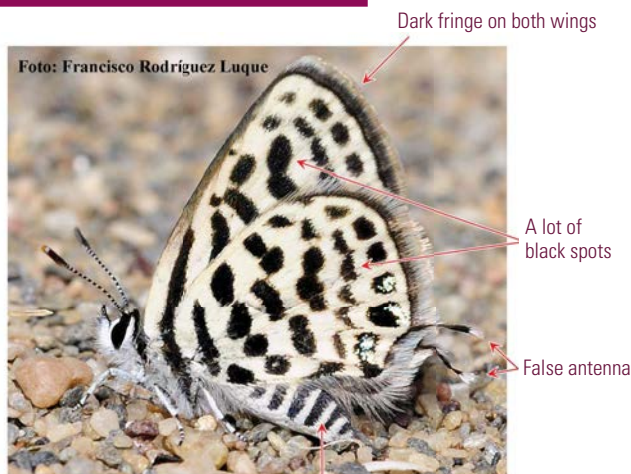 Dark fringe on both wings
Foto: Francisco Rodríguez Luque
A lot of
black spots
False antenna